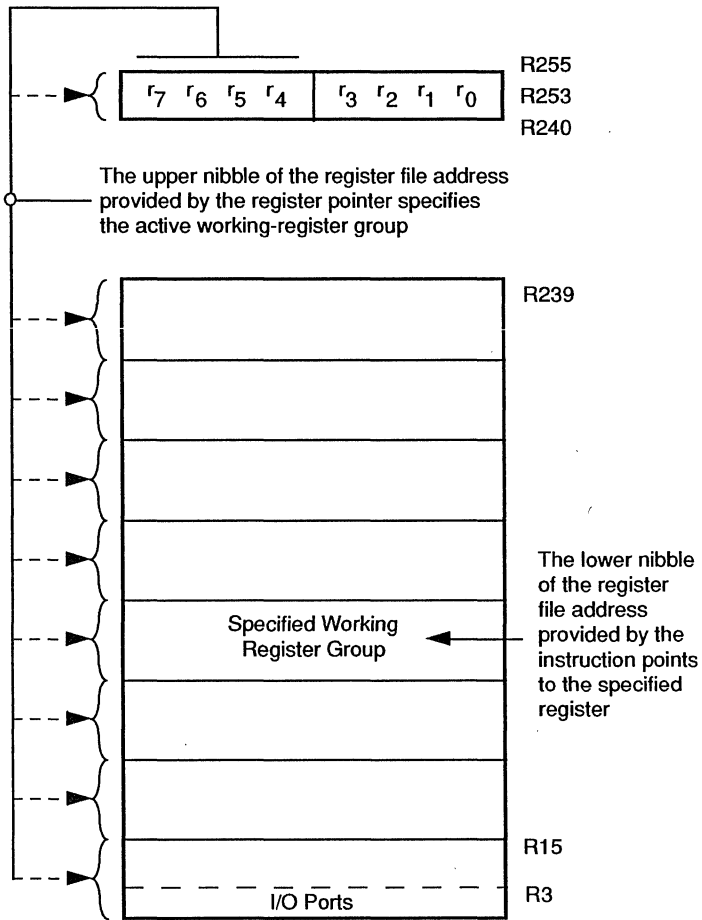 R255
r7 r6 r5 r4 r3 r2 r1 r0
R253
R240
The upper nibble of the register file address
provided by the register pointer specifies
the active working-register group
R239
The lower nibble
of the register
file address
provided by the
instruction points
to the specified
register
Specified Working
Register Group
R15
R3
I/O Ports